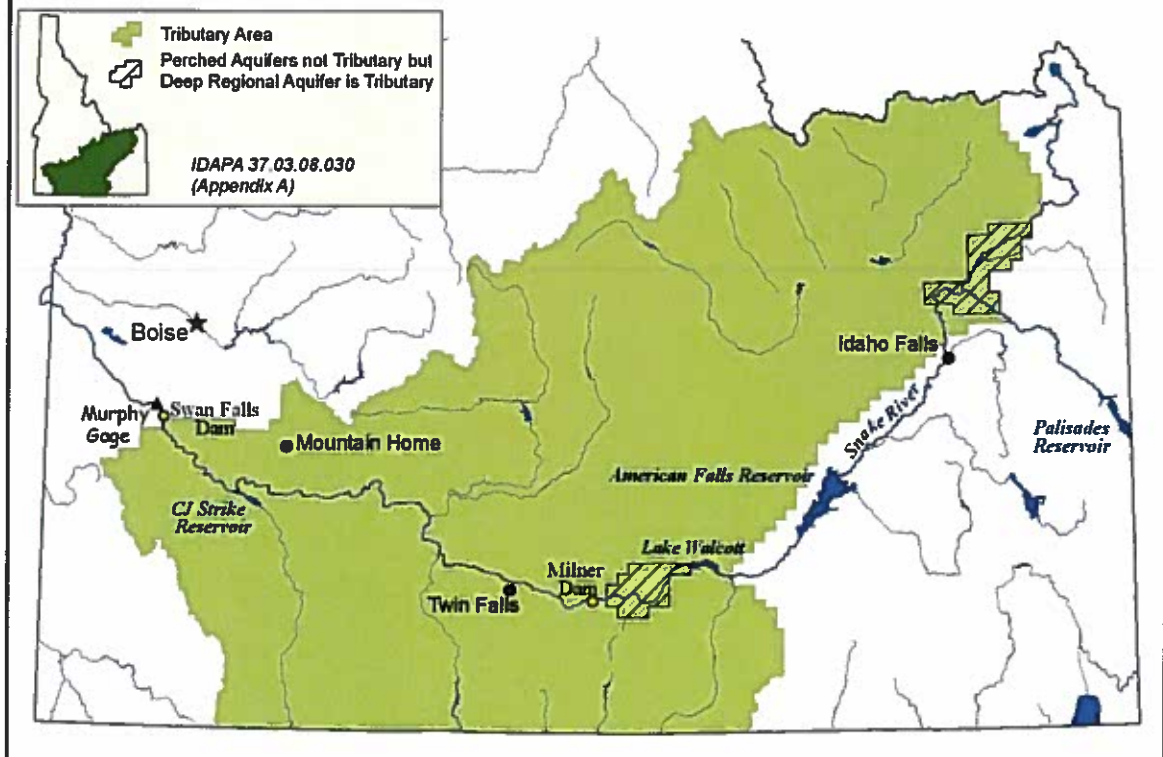 Tributary Area
Perched Aquifers not Tributary but
Deep Regional Aquifer is Tributary
IDAPA 37.03.08.030
(Appendix A)
Boise
Idaho Falls
Murphy
Gage
Swan Falls
Dam
Mountain Home
Snake River
Palisades
Reservoir
American Falls Reservoir
CJ Strike
Reservoir
Lake Walcott
Milner
Dam
Twin Falls